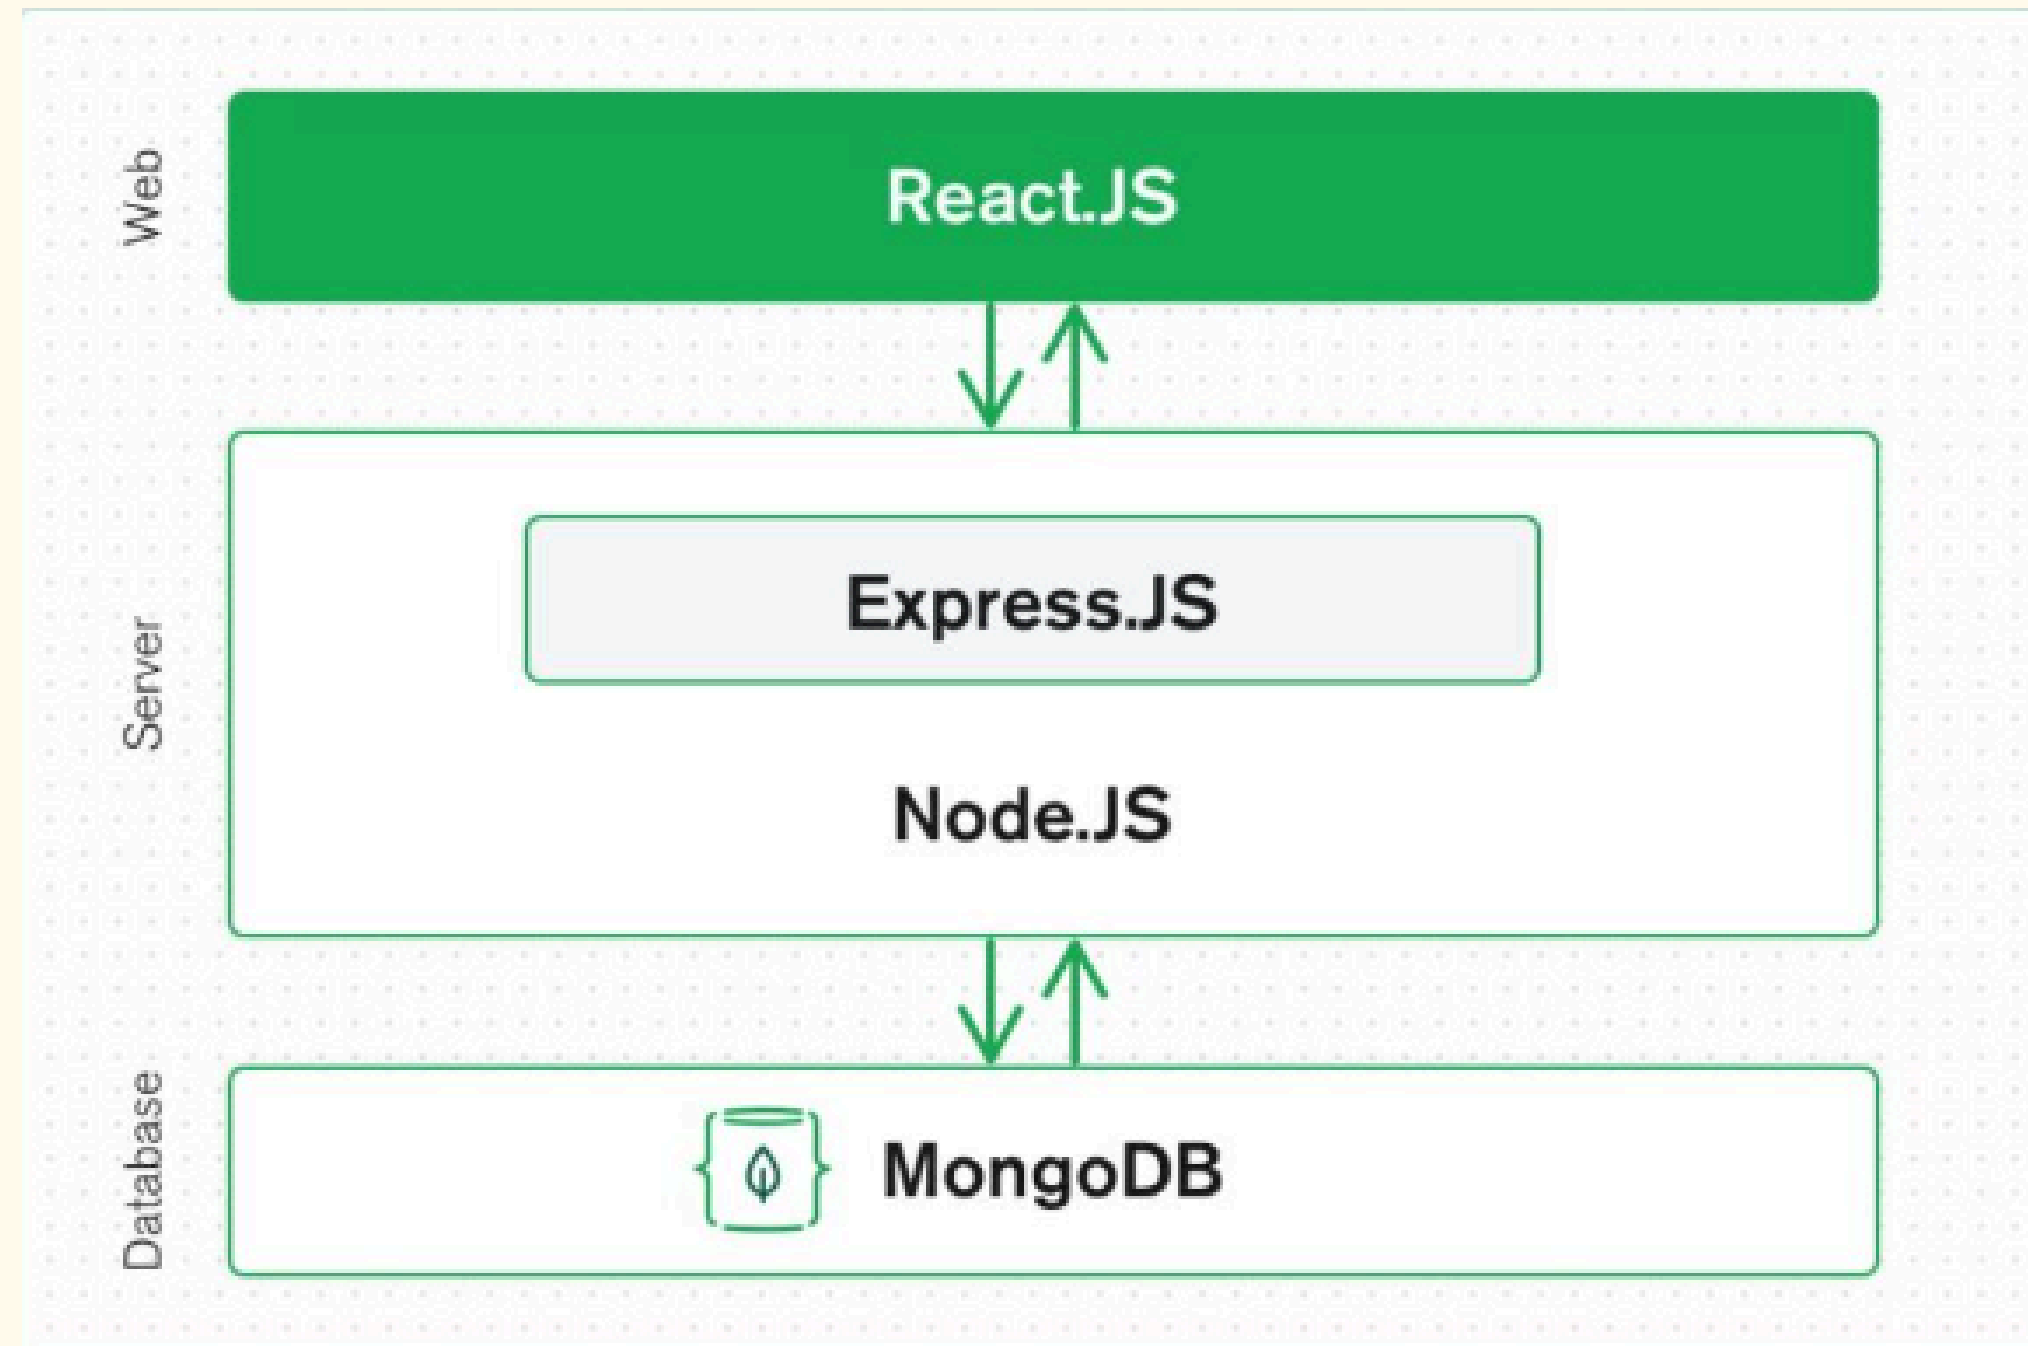 Web
React.JS
Server
Express.JS
Node.JS
Database
MongoDB